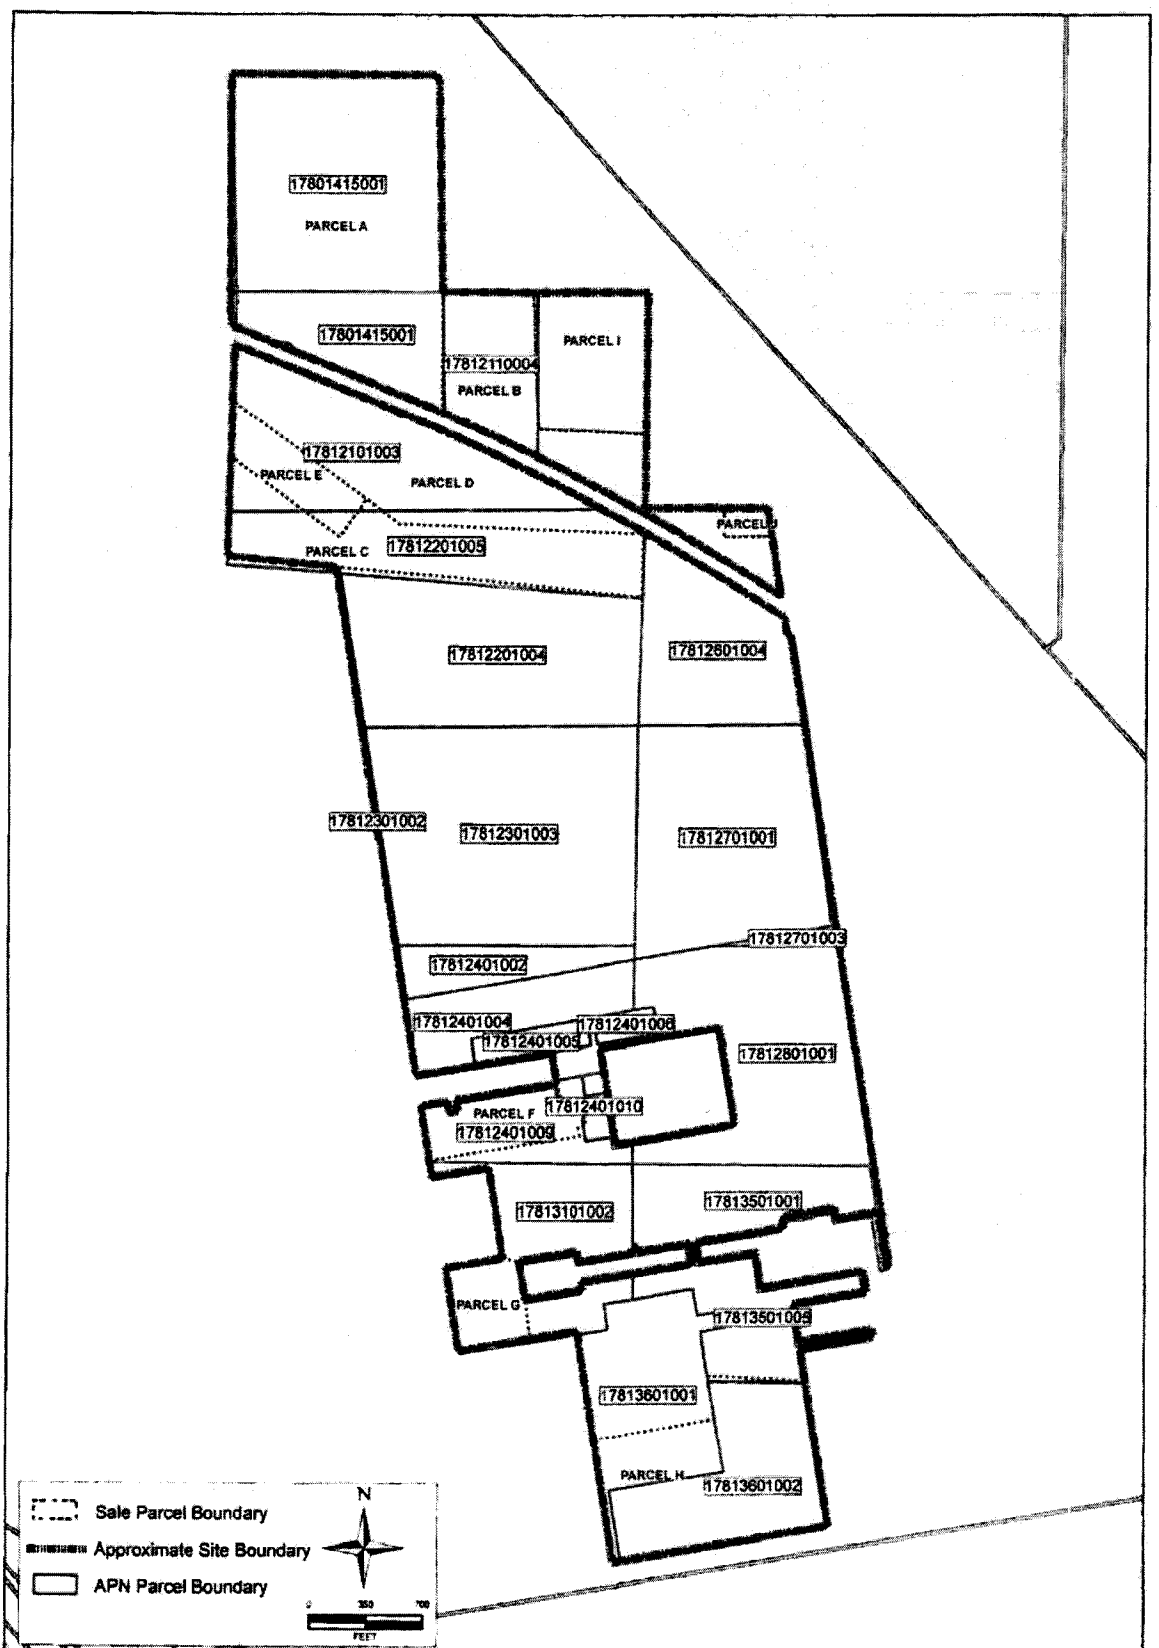 17801415001
PARCEL A
17801415001
PARCEL I
17812110004
PARCEL B
17812101003
PARCEL E
PARCEL D
PARCEL J
PARCEL C
17812201005
17812201004
17812601004
17812301002
17812301003
17812701001
17812701003
17812401002
17812401004
17812401006
17812401005
17812801001
17812401010
PARCEL F
17812401009
17813101002
17813501001
PARCEL G
17813501005
17813601001
PARCEL H
17813601002
N
Sale Parcel Boundary
Approximate Site Boundary
APN Parcel Boundary
0 350 700
FEET